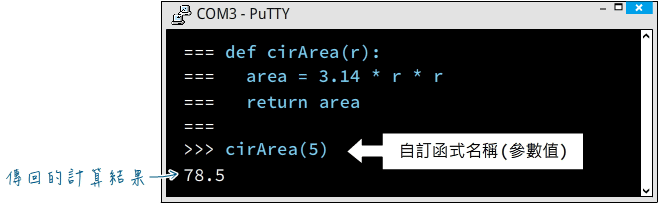 COM3 - PuTTY
=== def cirArea(r):
===   area = 3.14 * r * r
===   return area
===
>>> cirArea(5)
自訂函式名稱(參數值)
傳回的計算結果
78.5